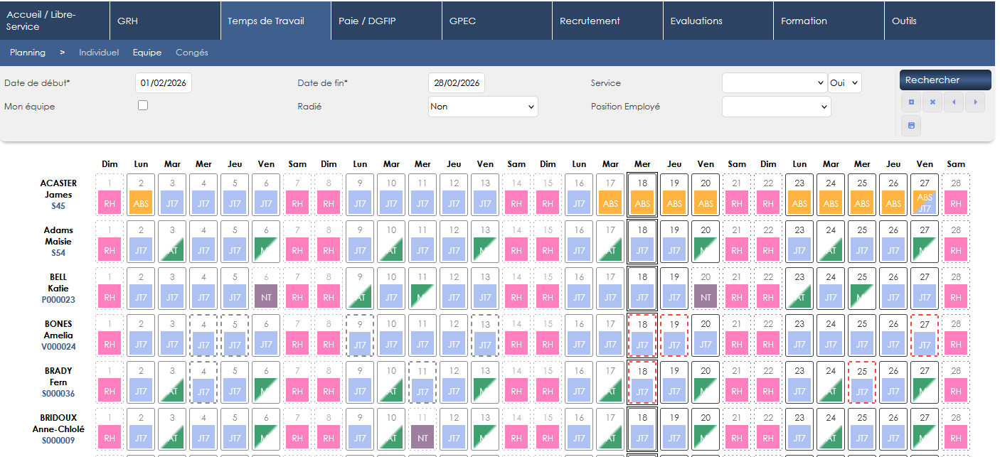 Accueil / Libre-
Service
GRH
Temps de Travail
Paie / DGFIP
GPEC
Recrutement
Evaluations
Formation
Outils
Planning > Individuel Equipe Congés
Date de début* 01/02/2026 Date de fin* 28/02/2026 Service Oui Rechercher
Mon équipe Radié Non Position Employé
Dim Lun Mar Mer Jeu Ven Sam Dim Lun Mar Mer Jeu Ven Sam Dim Lun Mar Mer Jeu Ven Sam Dim Lun Mar Mer Jeu Ven Sam
ACASTER 1 2 3 4 5 6 7 8 9 10 11 12 13 14 15 16 17 18 19 20 21 22 23 24 25 26 27 28
James
S45 RH ABS JT7 JT7 JT7 JT7 RH RH JT7 JT7 JT7 JT7 JT7 RH RH JT7 ABS ABS ABS ABS RH RH ABS ABS ABS ABS ABS JT7 RH
Adams 1 2 3 4 5 6 7 8 9 10 11 12 13 14 15 16 17 18 19 20 21 22 23 24 25 26 27 28
Maisie
S54 RH JT7 AT JT7 JT7 M RH RH JT7 AT JT7 JT7 M RH RH JT7 AT JT7 JT7 M RH RH JT7 AT JT7 JT7 M RH
BELL 1 2 3 4 5 6 7 8 9 10 11 12 13 14 15 16 17 18 19 20 21 22 23 24 25 26 27 28
Katie
P000023 RH JT7 JT7 JT7 JT7 NT RH RH AT JT7 M JT7 JT7 RH RH JT7 JT7 JT7 JT7 NT RH RH AT JT7 M JT7 JT7 RH
BONES 1 2 3 4 5 6 7 8 9 10 11 12 13 14 15 16 17 18 19 20 21 22 23 24 25 26 27 28
Amelia
V000024 RH JT7 JT7 JT7 JT7 JT7 RH RH JT7 JT7 JT7 JT7 JT7 RH RH JT7 JT7 JT7 JT7 JT7 RH RH JT7 JT7 JT7 JT7 JT7 RH
BRADY 1 2 3 4 5 6 7 8 9 10 11 12 13 14 15 16 17 18 19 20 21 22 23 24 25 26 27 28
Fern
S000036 RH JT7 AT JT7 JT7 M RH RH JT7 AT JT7 JT7 M RH RH JT7 AT JT7 JT7 M RH RH JT7 AT JT7 JT7 M RH
BRIDOUX 1 2 3 4 5 6 7 8 9 10 11 12 13 14 15 16 17 18 19 20 21 22 23 24 25 26 27 28
Anne-Chlolé
S000009 RH JT7 AT JT7 JT7 M RH RH JT7 AT NT JT7 M RH RH JT7 AT JT7 JT7 M RH RH JT7 AT JT7 JT7 M RH